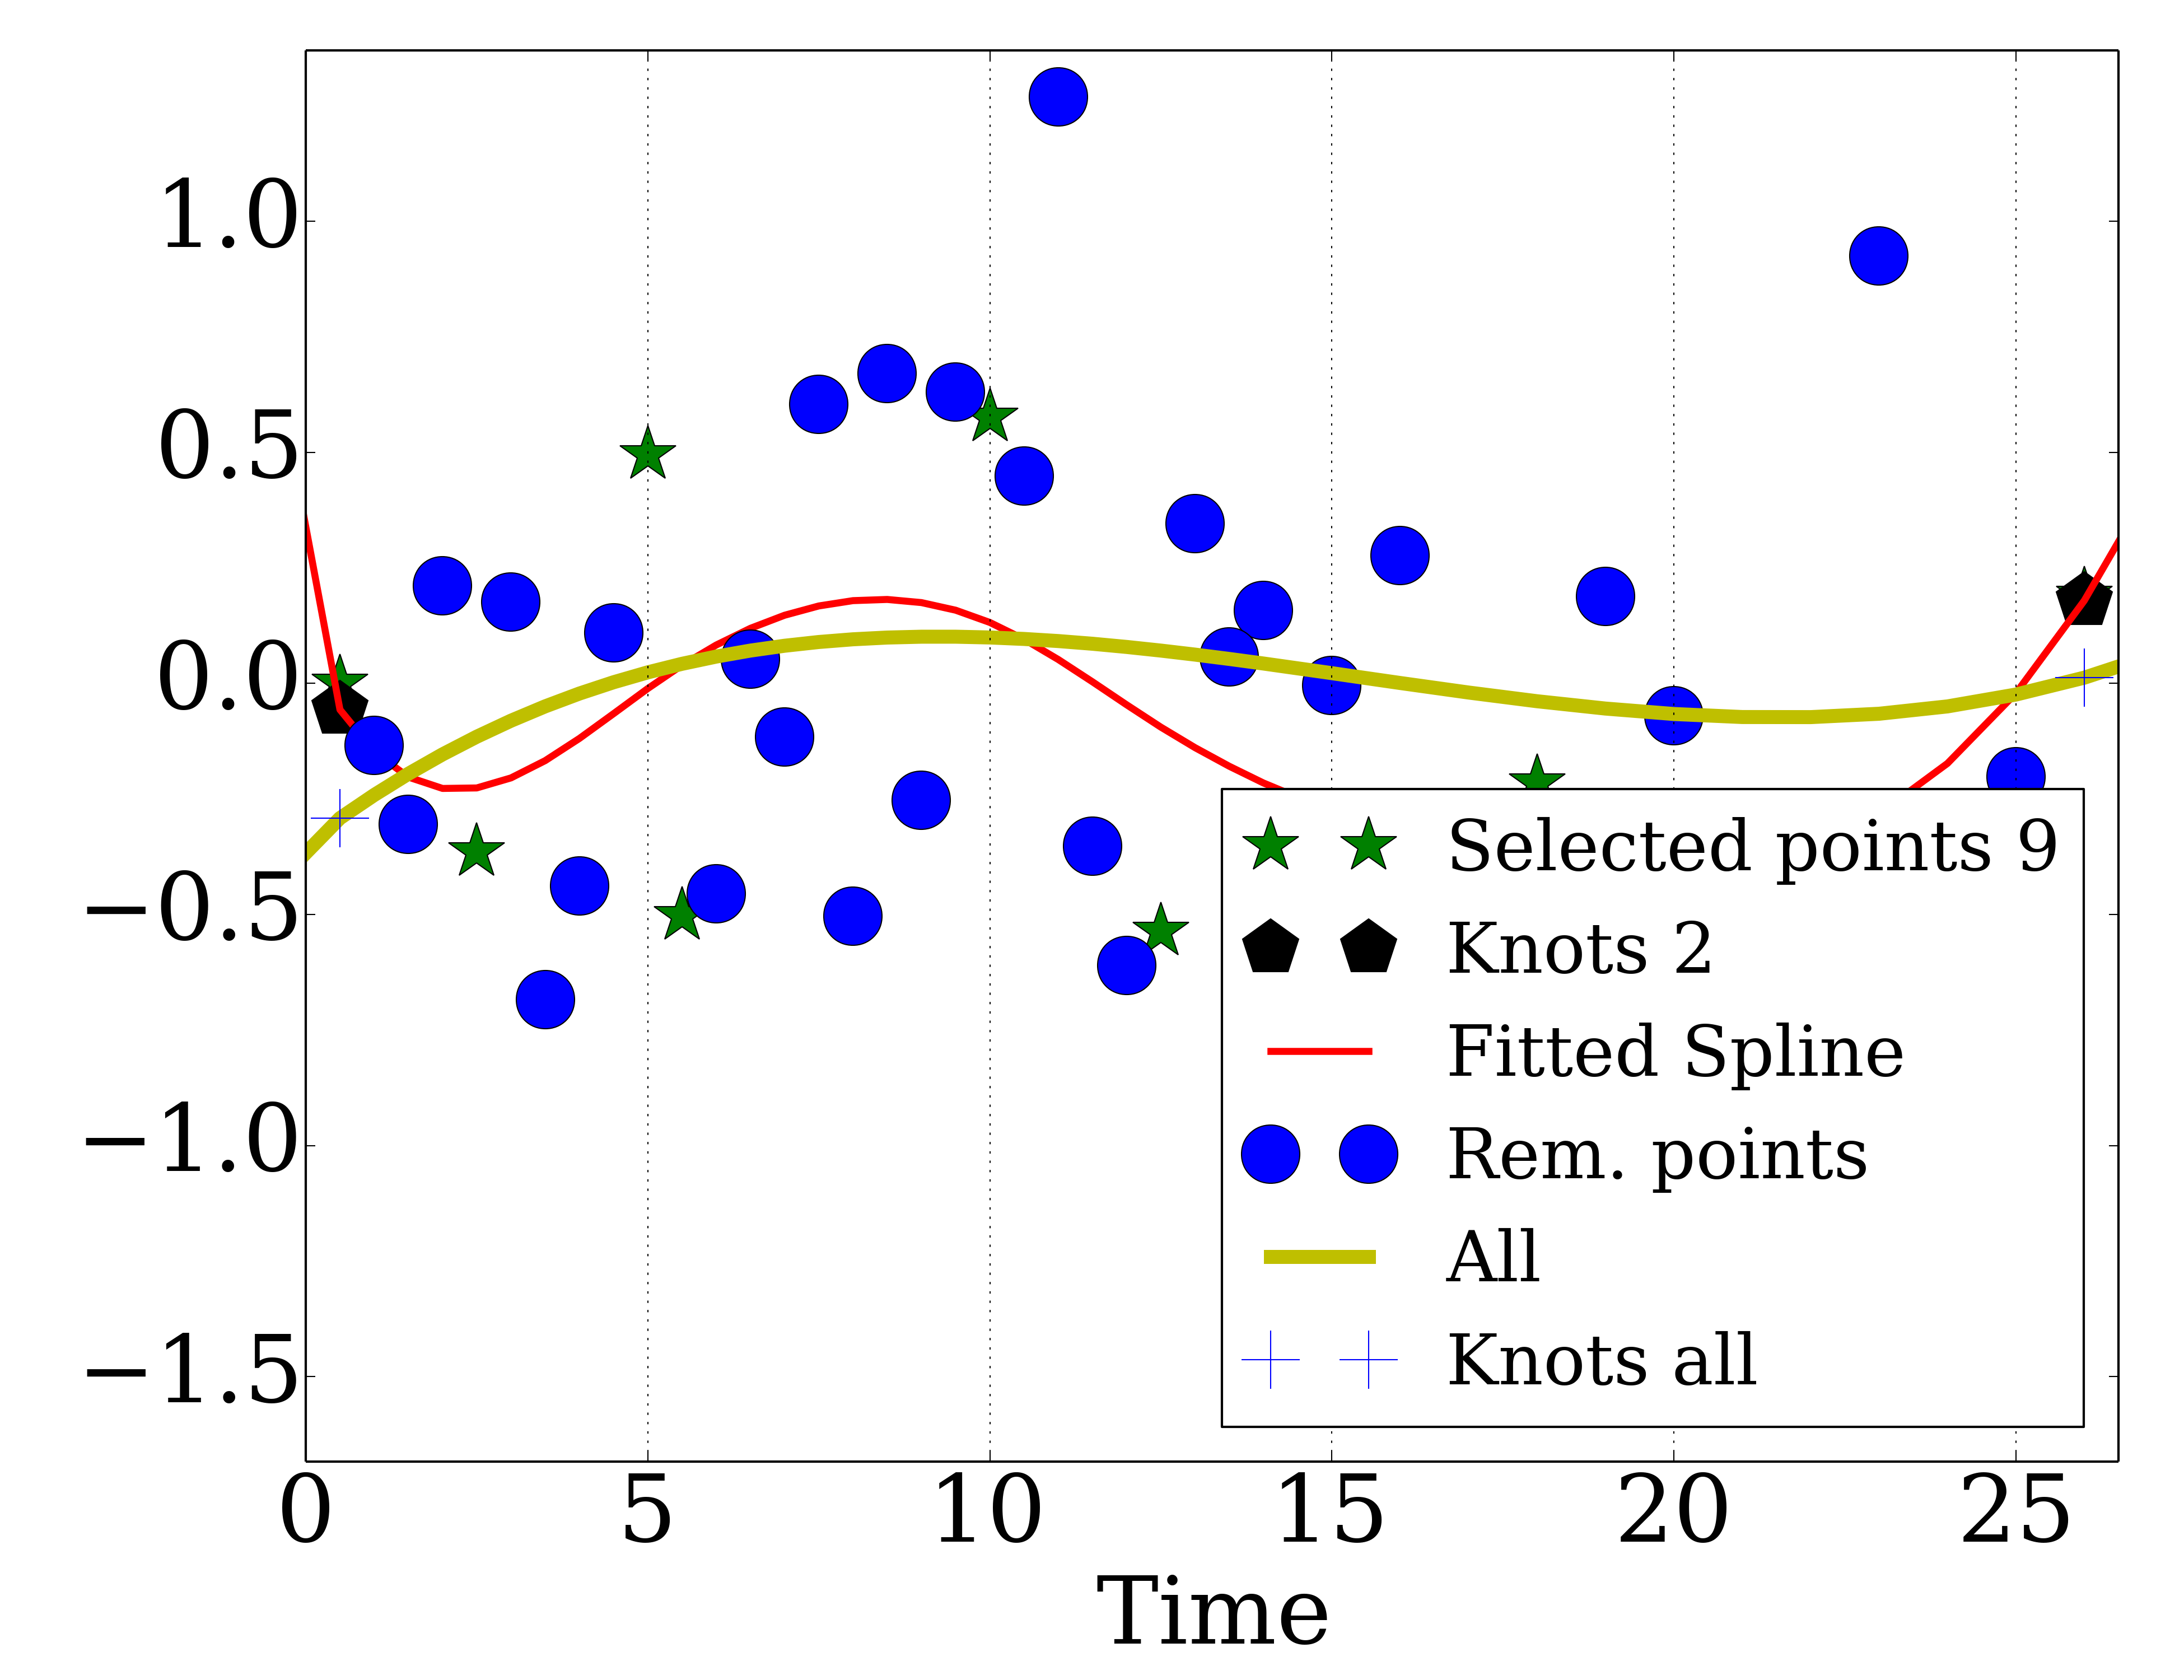 1.0
0.5
0.0
−0.5
−1.0
−1.5
Selected points 9
Knots 2
Fitted Spline
Rem. points
All
Knots all
0 5 10 15 20 25
Time